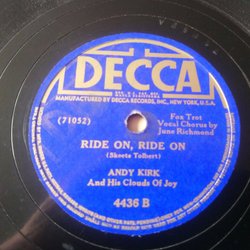 DECCA
MANUFACTURED BY DECCA RECORDS, INC., NEW YORK, U.S.A.
(71052)
Fox Trot
Vocal Chorus by
June Richmond
RIDE ON, RIDE ON
(Skeets Tolbert)
ANDY KIRK
And His Clouds Of Joy
4436 B